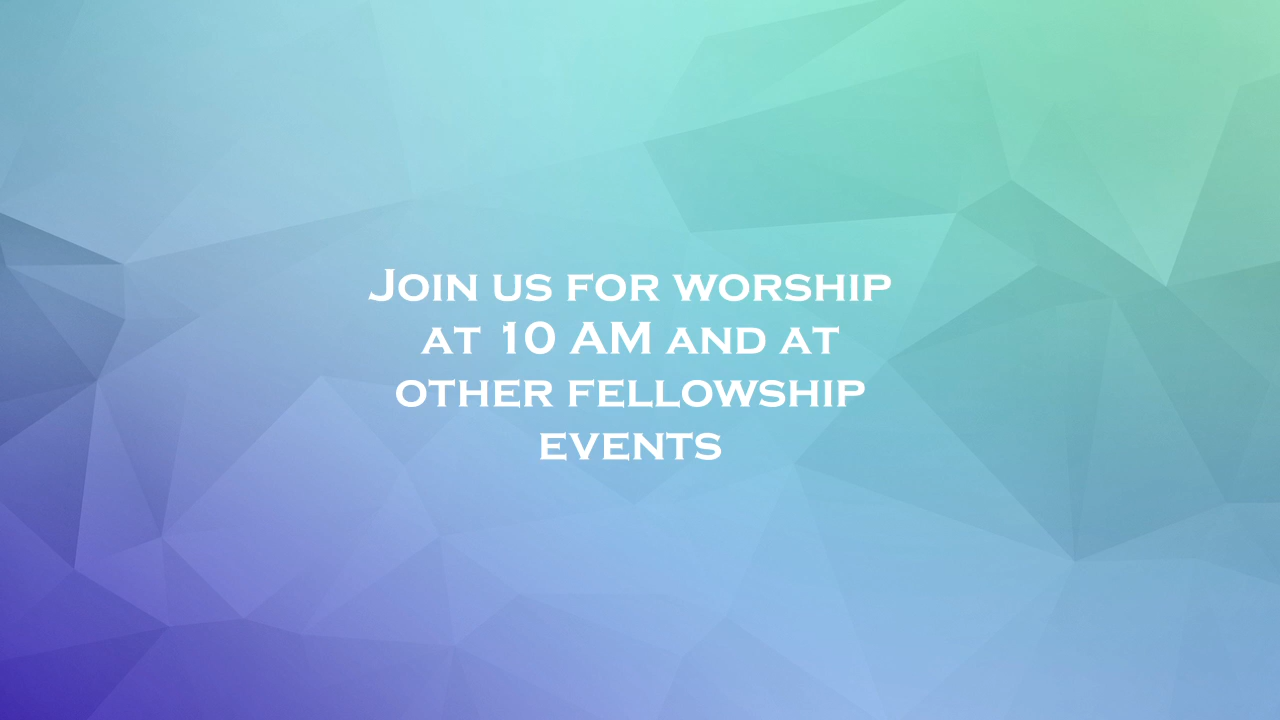 Join us for worship
at 10 AM and at
other fellowship
events